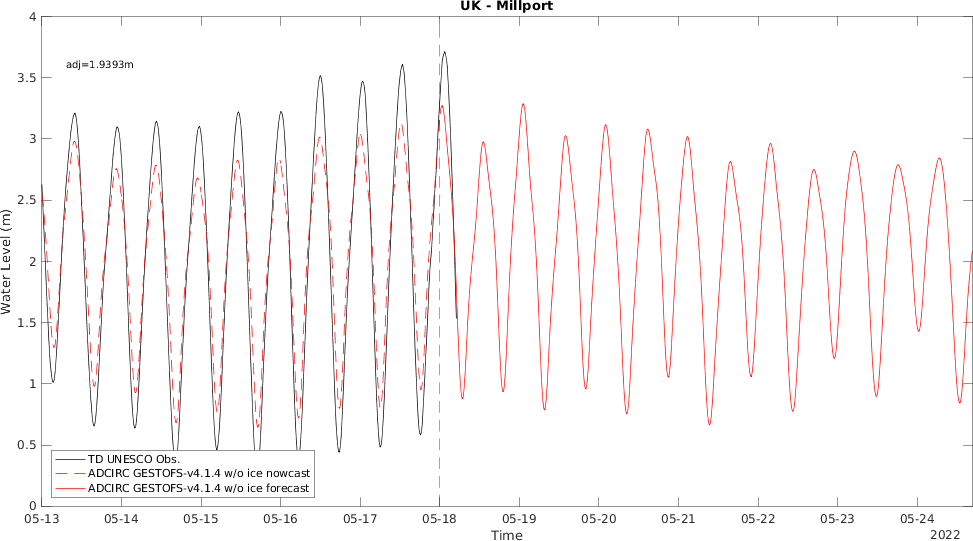 UK - Millport
4
adj=1.9393m
3.5
3
2.5
2
1.5
1
0.5
0
Water Level (m)
TD UNESCO Obs.
ADCIRC GESTOFS-v4.1.4 w/o ice nowcast
ADCIRC GESTOFS-v4.1.4 w/o ice forecast
05-13 05-14 05-15 05-16 05-17 05-18 05-19 05-20 05-21 05-22 05-23 05-24
Time
2022